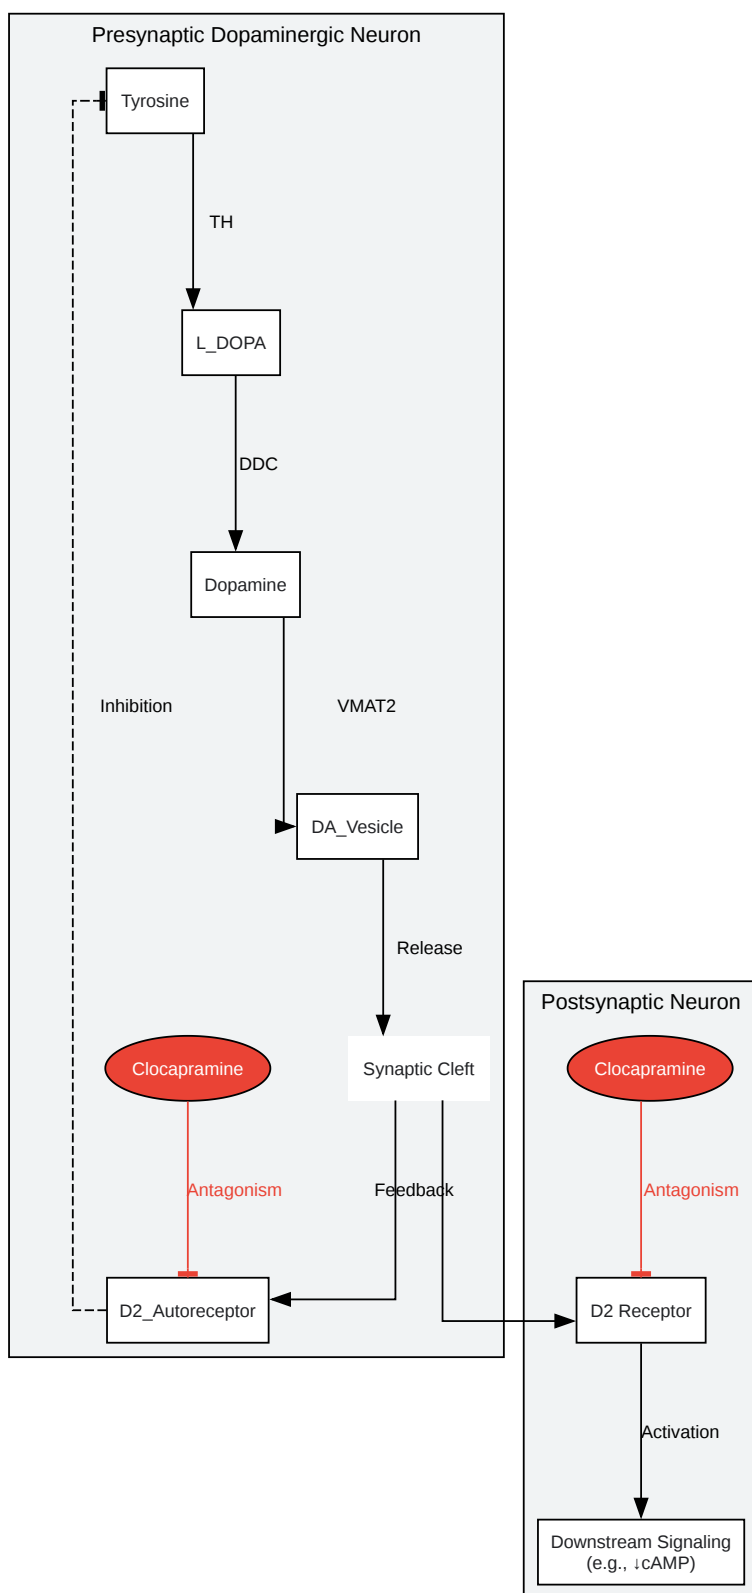 Presynaptic Dopaminergic Neuron
Tyrosine
TH
L_DOPA
DDC
Dopamine
Inhibition
VMAT2
DA_Vesicle
Release
Postsynaptic Neuron
Clocapramine
Synaptic Cleft
Clocapramine
Antagonism
Feedback
Antagonism
D2_Autoreceptor
D2 Receptor
Activation
Downstream Signaling
(e.g., ↓cAMP)